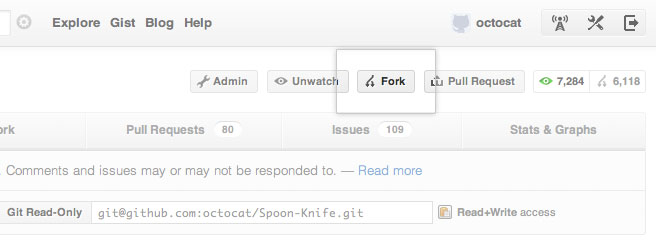 Explore Gist Blog Help octocat
Admin Unwatch Fork Pull Request 7,284 6,118
Pull Requests 80 Issues 109 Stats & Graphs
. Comments and issues may or may not be responded to. — Read more
Git Read-Only git@github.com:octocat/Spoon-Knife.git Read+Write access